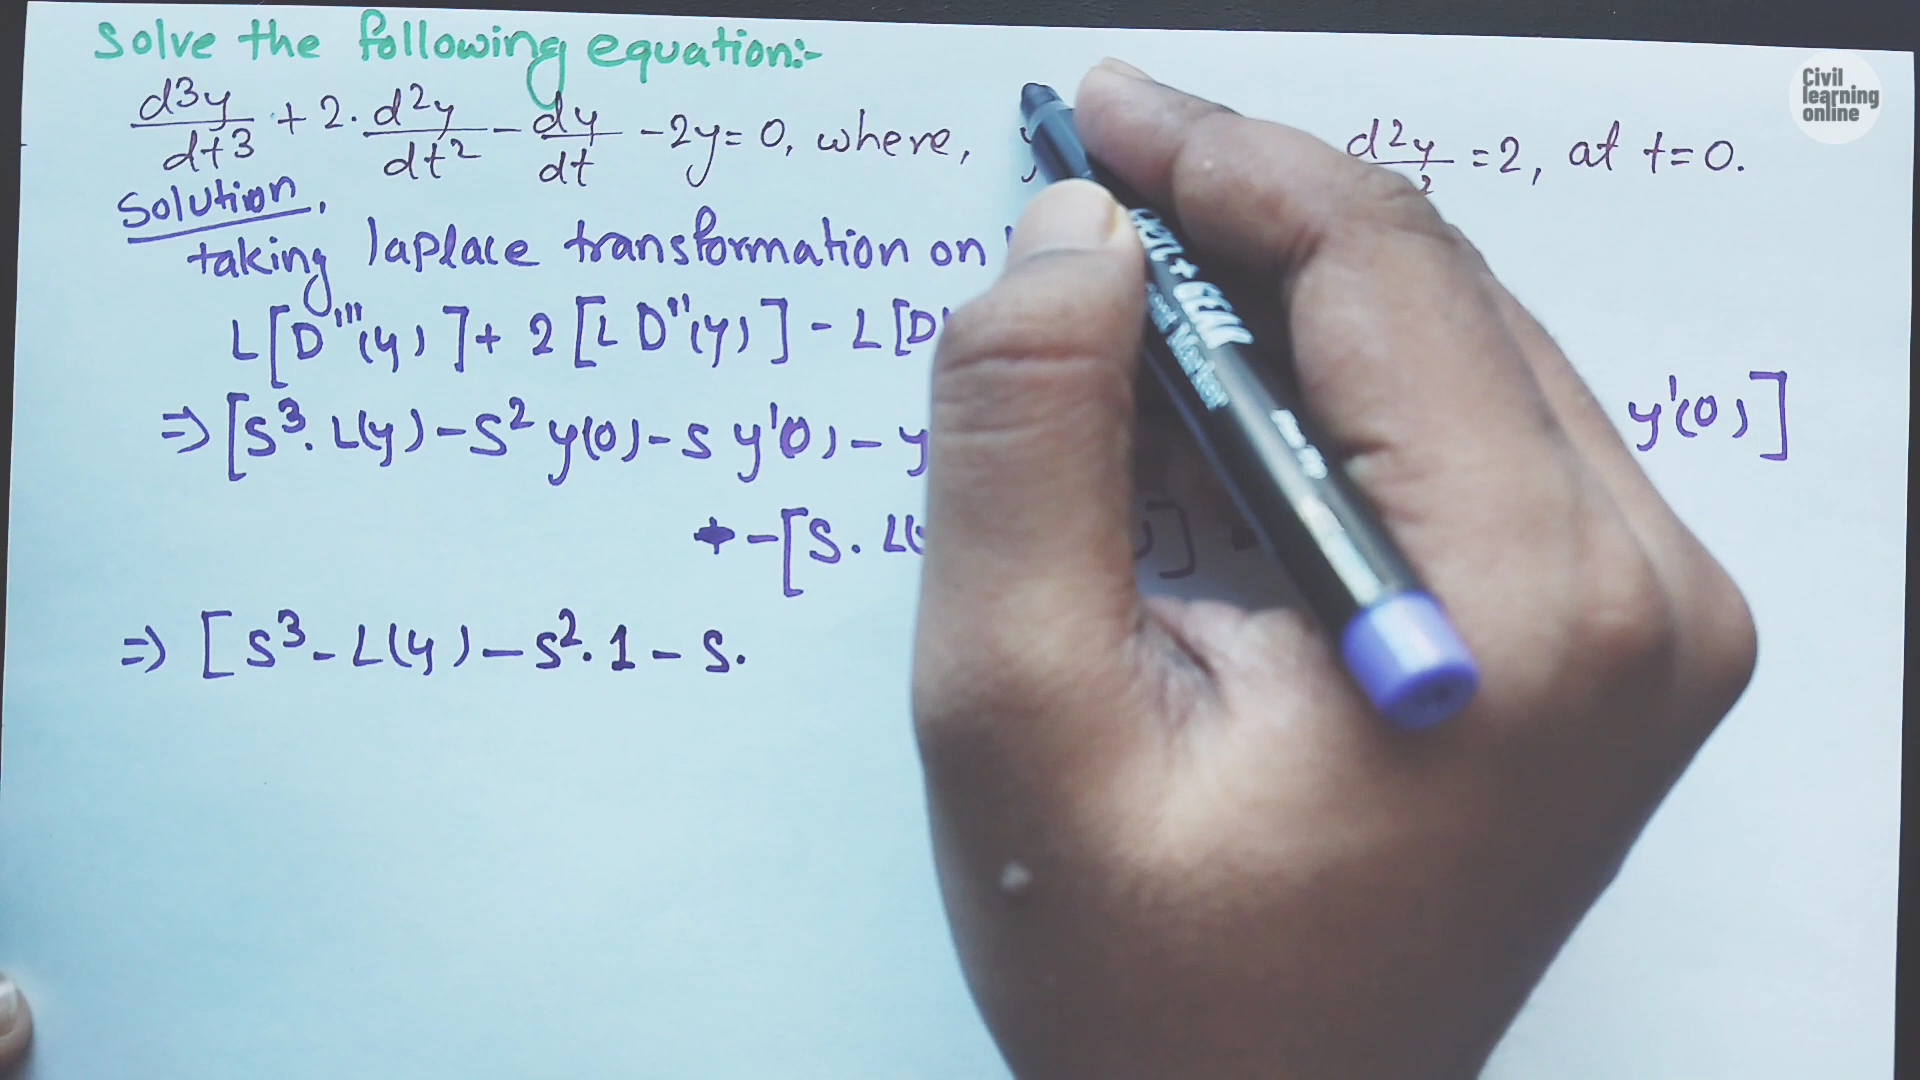 Solve the following equation:-
d3y/dt3 + 2. d2y/dt2 - dy/dt - 2y = 0, where, d2y = 2, at t=0.
Solution,
taking laplace transformation on
L[D'''(y)] + 2 [L D''(y)] - L[D
⇒ [S³. L(y) - S² y(0) - S y'0) - y y'(0)]
+ - [S. L
⇒ [S³ - L(y) - S². 1 - S.
Civil
learning
online